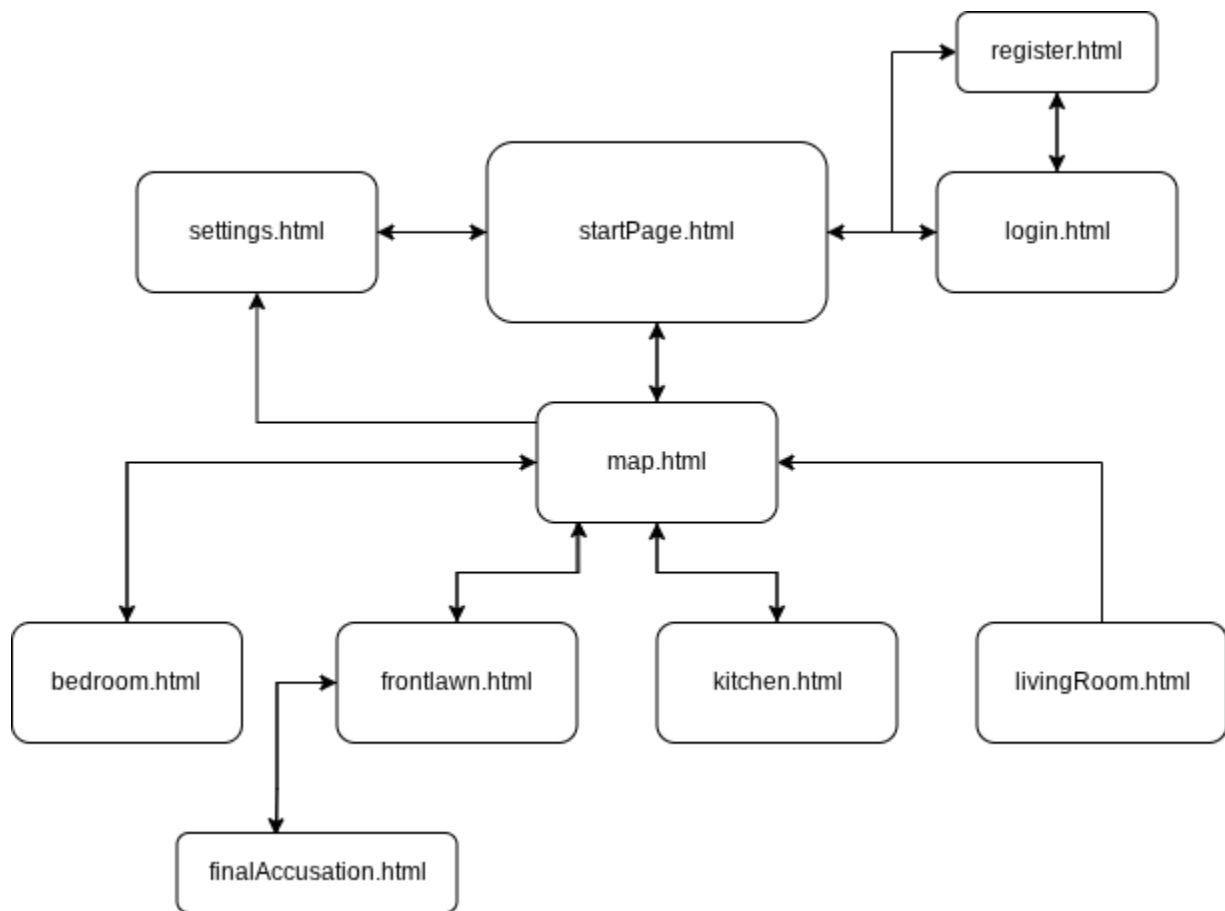 register.html
settings.html
startPage.html
login.html
map.html
bedroom.html
frontlawn.html
kitchen.html
livingRoom.html
finalAccusation.html